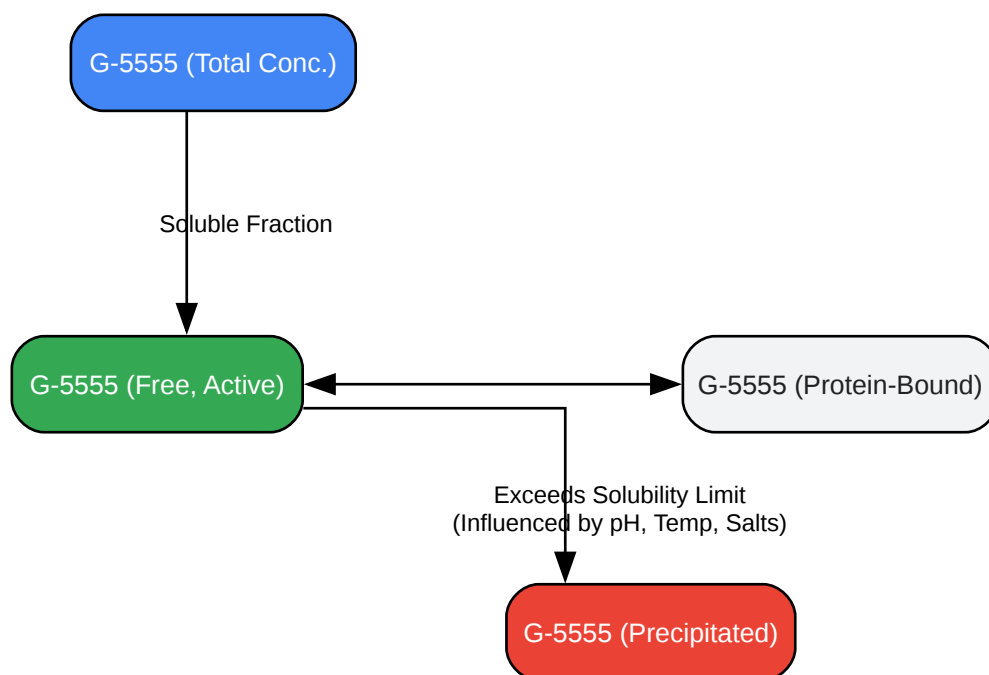 G-5555 (Total Conc.)
Soluble Fraction
G-5555 (Free, Active)
G-5555 (Protein-Bound)
Exceeds Solubility Limit
(Influenced by pH, Temp, Salts)
G-5555 (Precipitated)